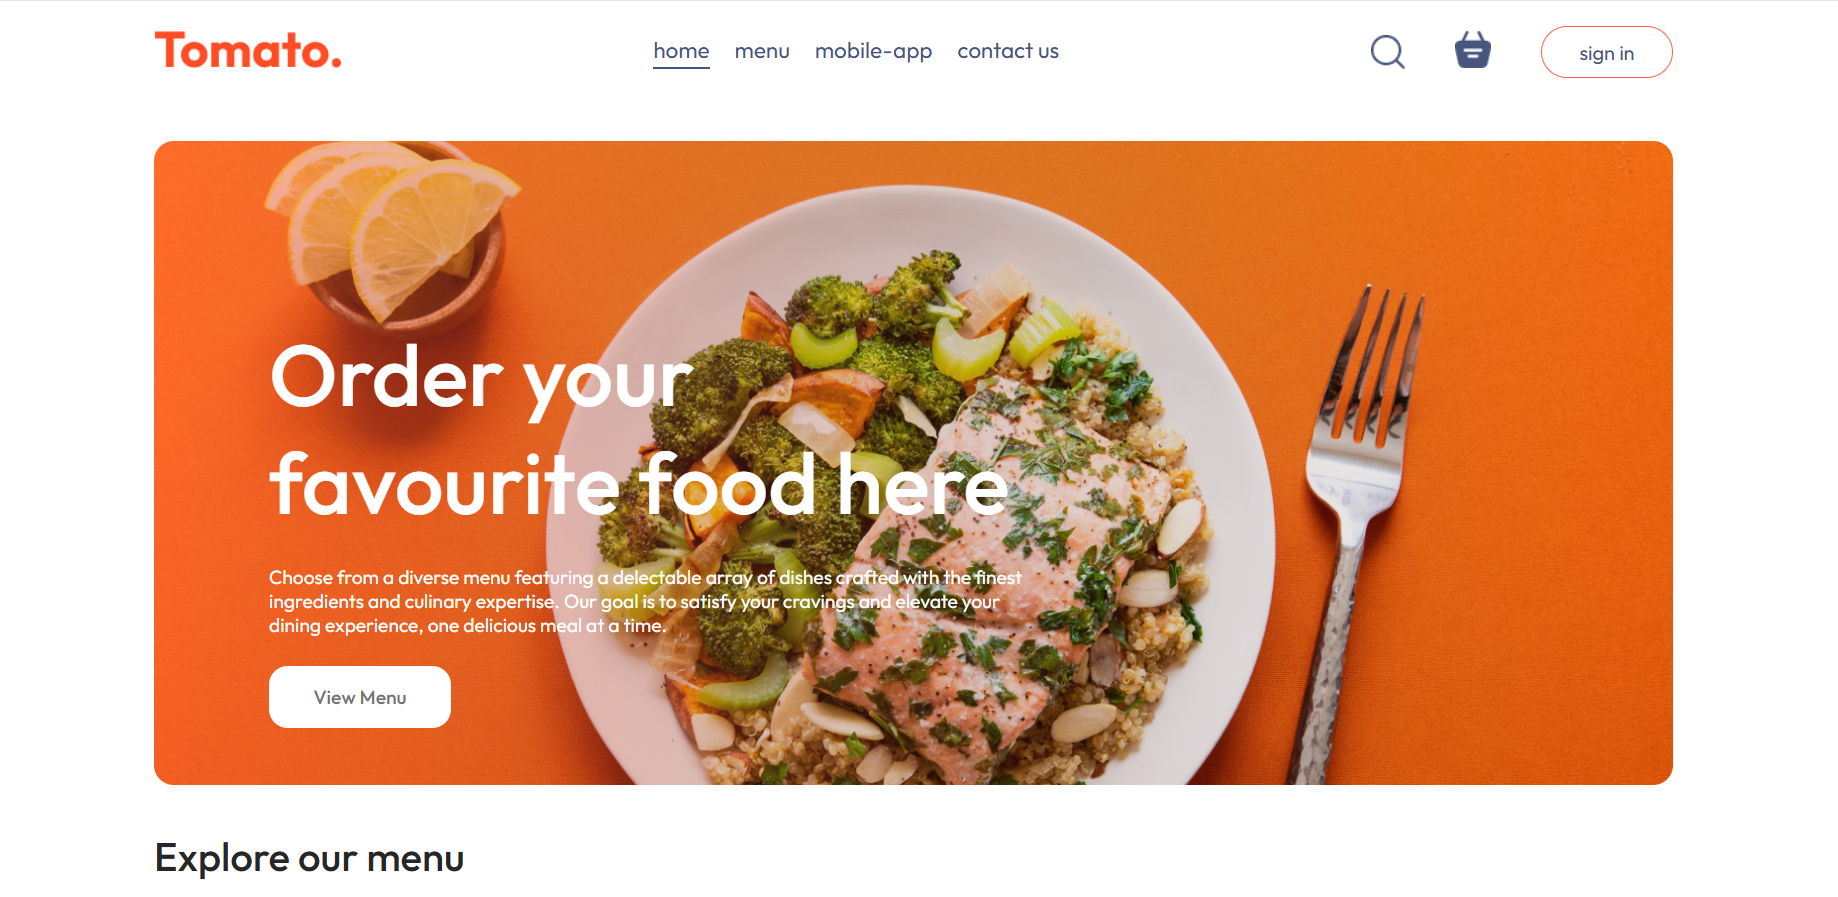 Tomato.
home menu mobile-app contact us
sign in
Order your
favourite food here
Choose from a diverse menu featuring a delectable array of dishes crafted with the finest
ingredients and culinary expertise. Our goal is to satisfy your cravings and elevate your
dining experience, one delicious meal at a time.
View Menu
Explore our menu